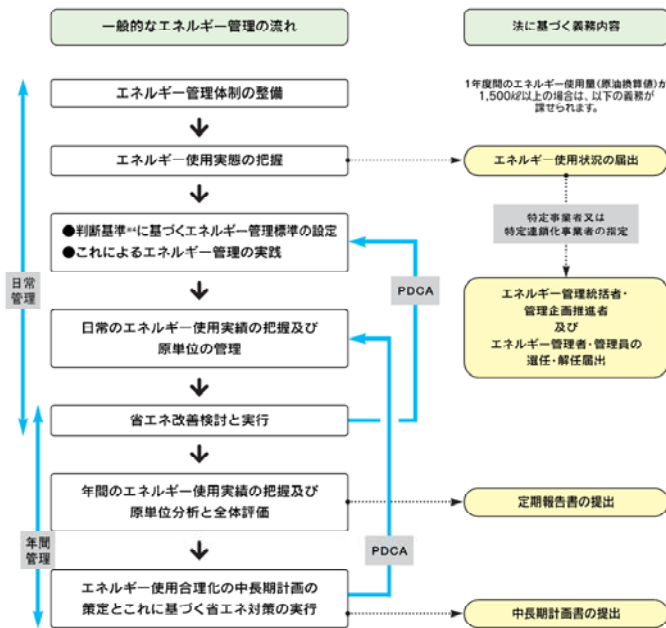 一般的なエネルギー管理の流れ
法に基づく義務内容
エネルギー管理体制の整備
1年度間のエネルギー使用量(原油換算値)が
1,500㎘以上の場合は、以下の義務が
課せられます。
エネルギー使用実態の把握
エネルギー使用状況の届出
●判断基準※4に基づくエネルギー管理標準の設定
●これによるエネルギー管理の実践
特定事業者又は
特定連鎖化事業者の指定
日常
管理
PDCA
エネルギー管理統括者・
管理企画推進者
及び
エネルギー管理者・管理員の
選任・解任届出
日常のエネルギー使用実績の把握及び
原単位の管理
省エネ改善検討と実行
年間のエネルギー使用実績の把握及び
原単位分析と全体評価
定期報告書の提出
年間
管理
PDCA
エネルギー使用合理化の中長期計画の
策定とこれに基づく省エネ対策の実行
中長期計画書の提出